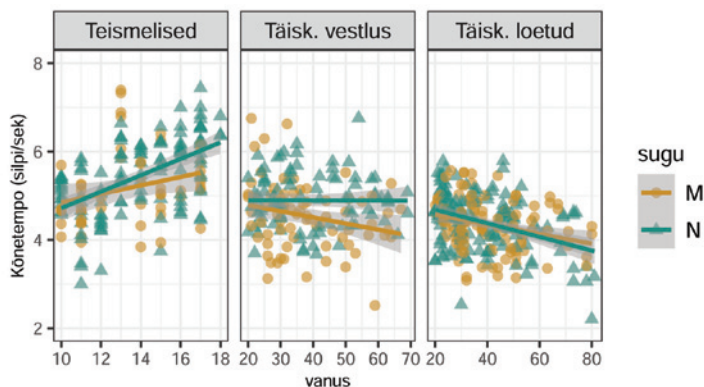 Teismelised
Täisk. vestlus
Täisk. loetud
Kõnetempo (silpi/sek)
8
6
4
2
10 12 14 16 18
20 30 40 50 60 70
20 40 60 80
vanus
sugu
M
N